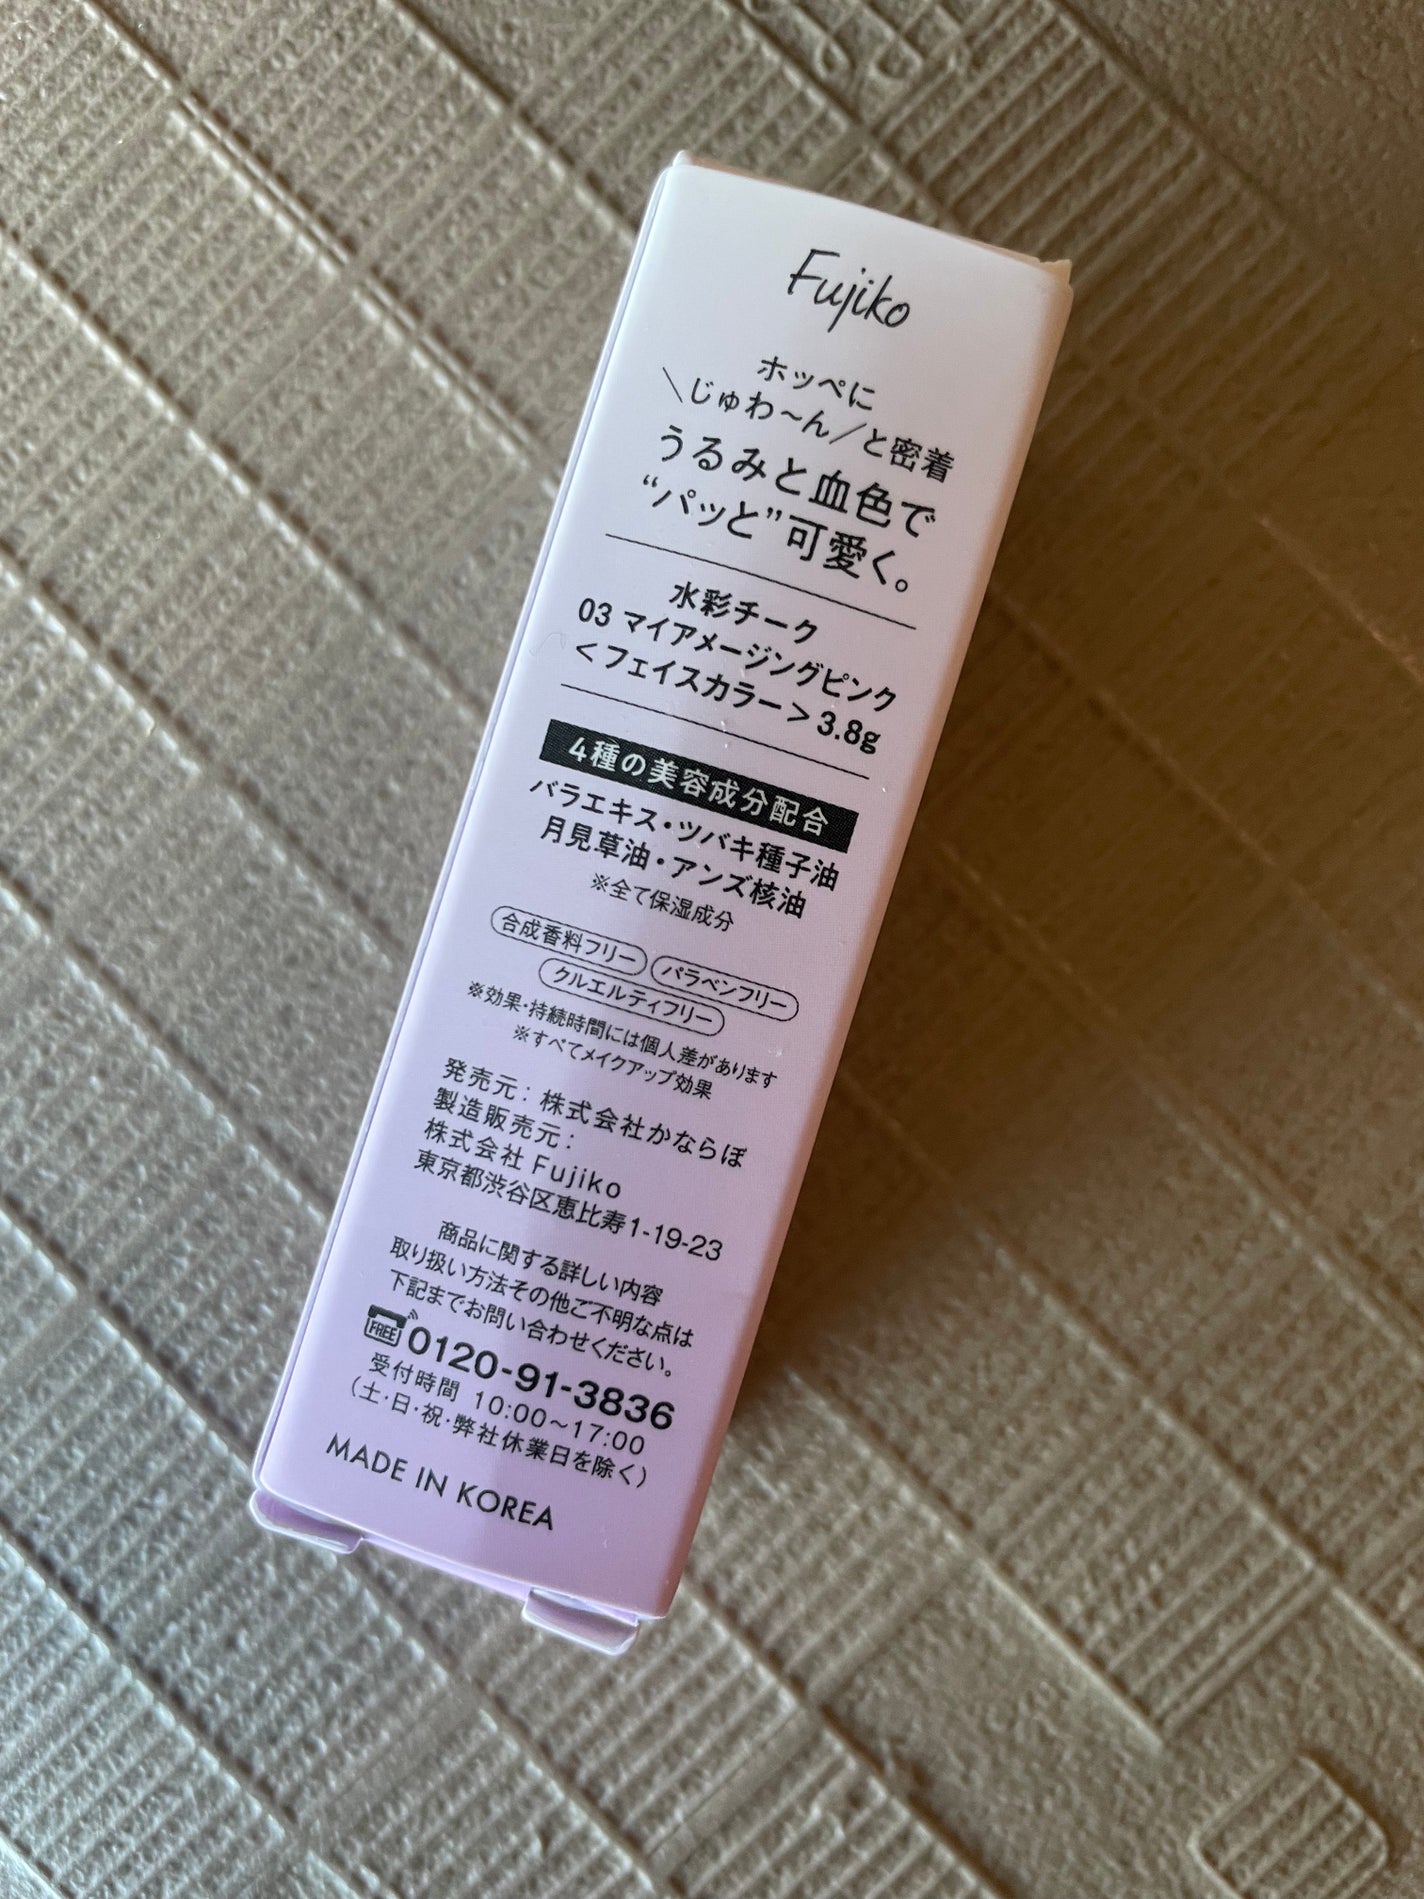 Fujiko
ホッペに
\じゅわ〜ん/と密着
うるみと血色で
“パッと”可愛く。
水彩チーク
03 マイアメージングピンク
<フェイスカラー> 3.8g
4種の美容成分配合
バラエキス・ツバキ種子油
月見草油・アンズ核油
※全て保湿成分
合成香料フリー パラベンフリー
クルエルティフリー
※効果・持続時間には個人差があります
※すべてメイクアップ効果
発売元: 株式会社かならぼ
製造販売元:
株式会社 Fujiko
東京都渋谷区恵比寿1-19-23
商品に関する詳しい内容
取り扱い方法その他ご不明な点は
下記までお問い合わせください。
FREE 0120-91-3836
受付時間 10:00〜17:00
(土・日・祝・弊社休業日を除く)
MADE IN KOREA